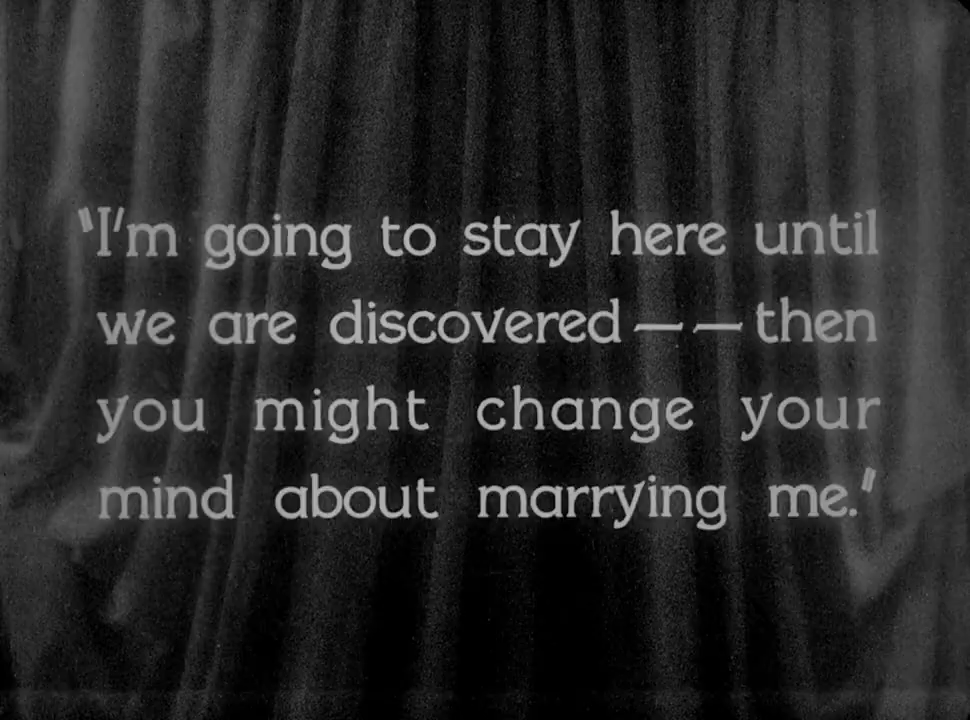 "I'm going to stay here until
we are discovered — — then
you might change your
mind about marrying me."